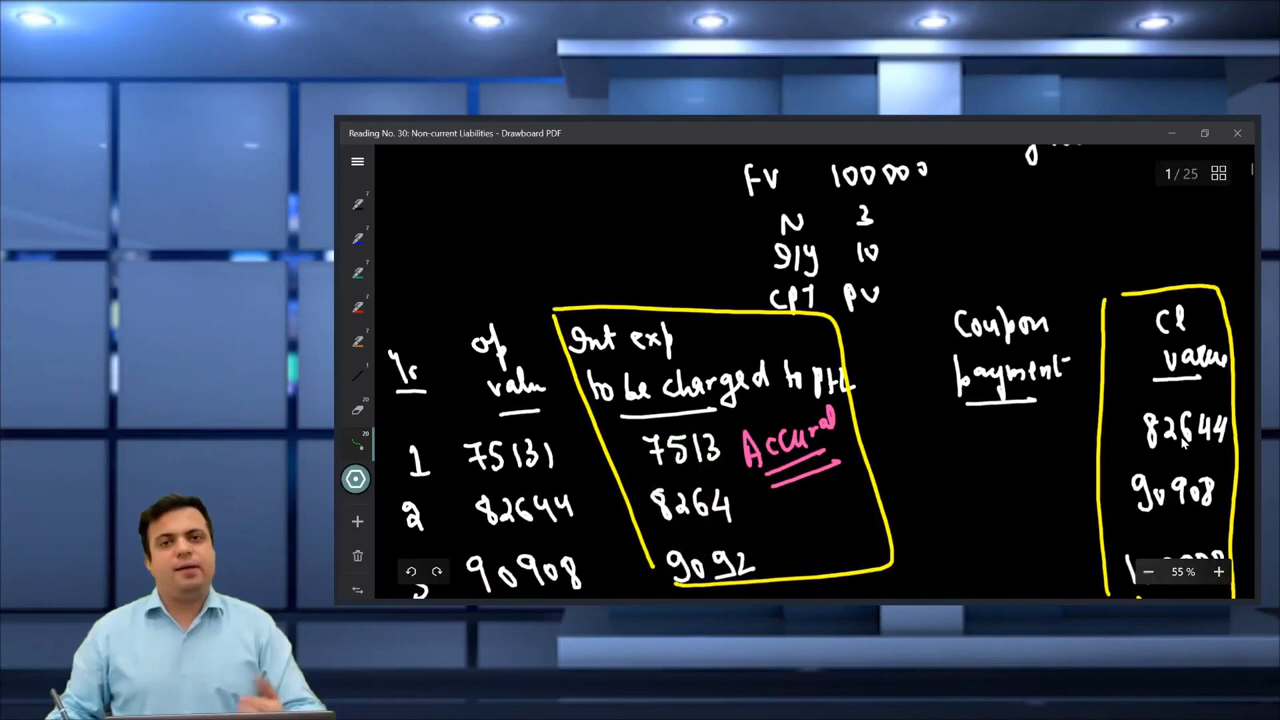 Reading No. 30: Non-current Liabilities - Drawboard PDF
1 / 25
FV 100000
N 3
I/Y 10
CPT PV
Yr
op value
Int exp
to be charged to P&L
Coupon payment
Cl value
1 75131 7513 Accural 82644
2 82644 8264 90908
3 90908 9092
55 %